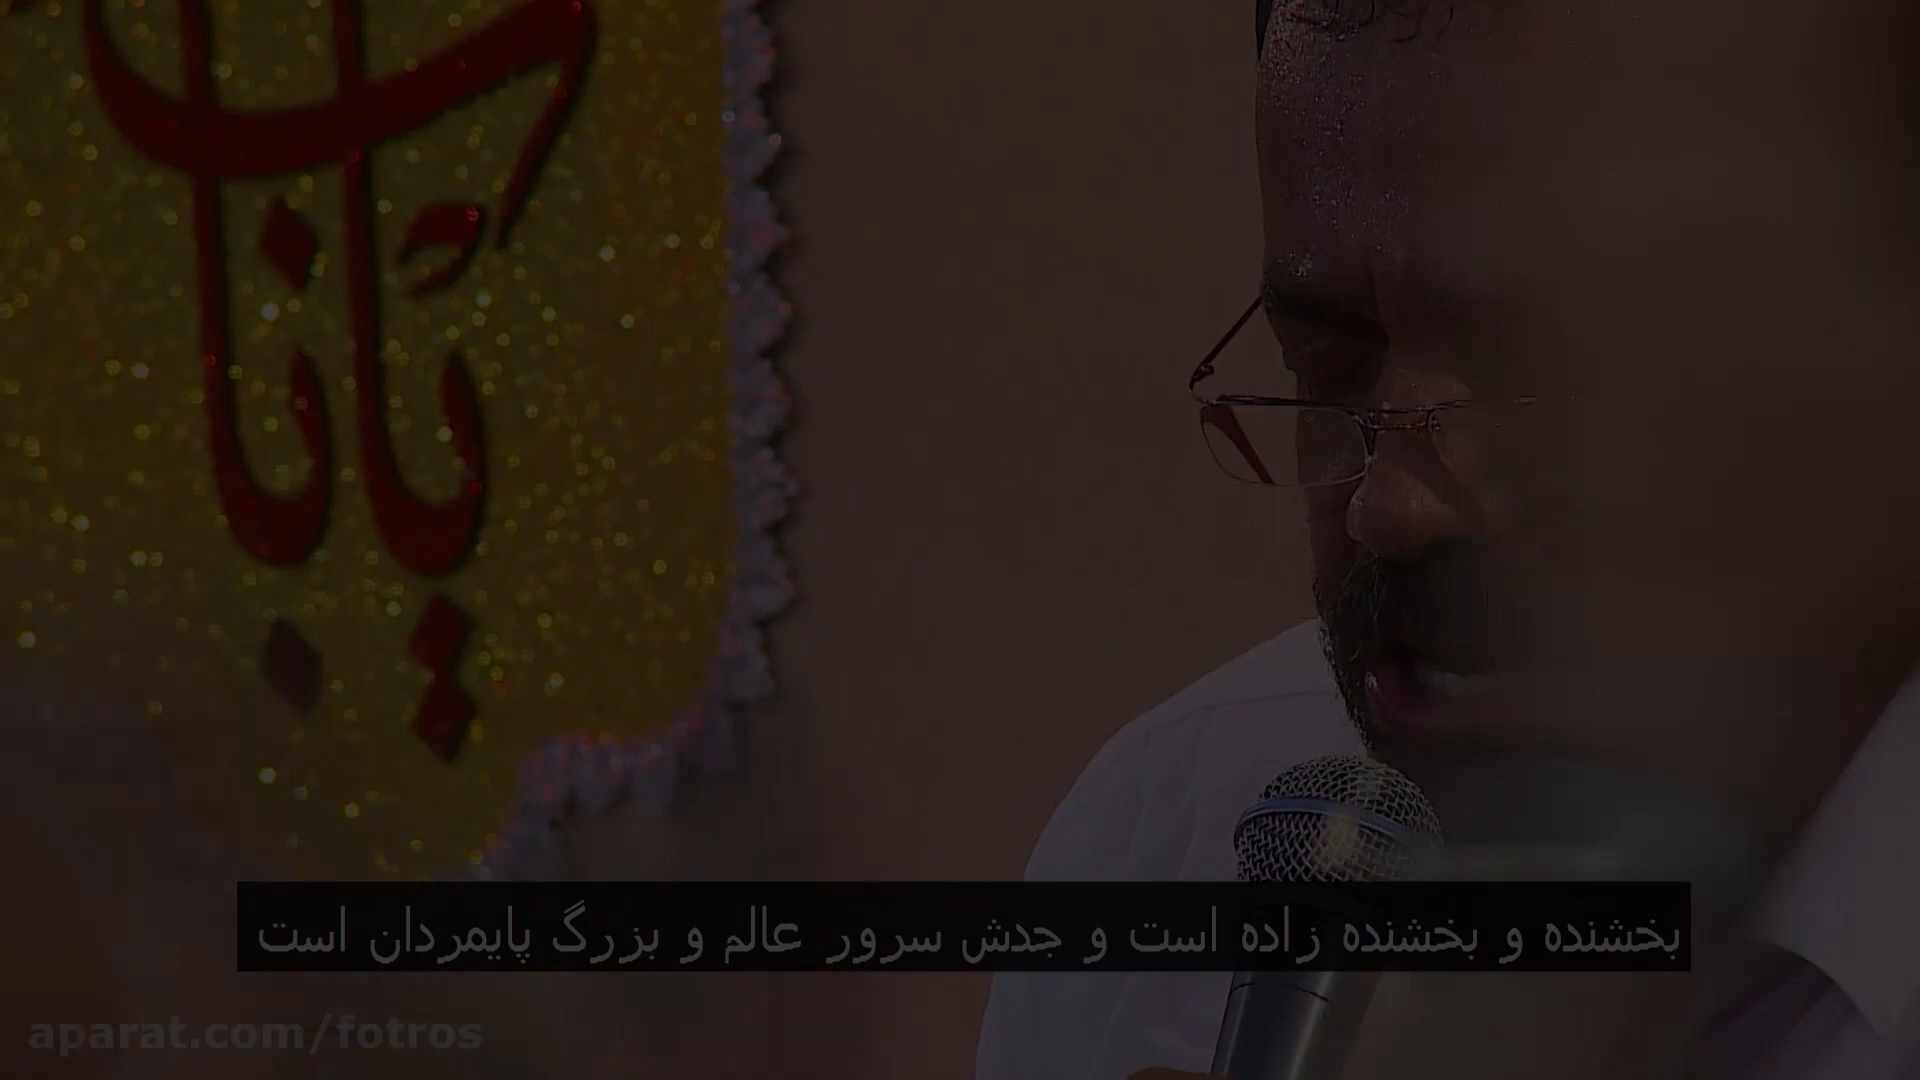 بخشنده و بخشنده زاده است و جدش سرور عالم و بزرگ پایمردان است
aparat.com/fotros